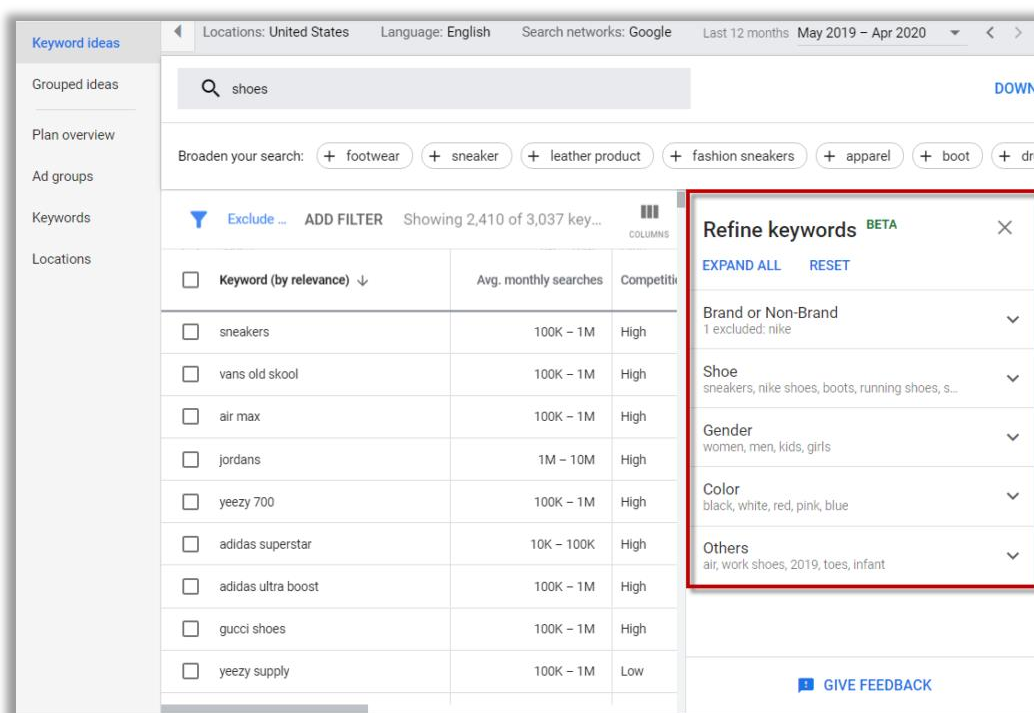 Keyword ideas
Grouped ideas
Plan overview
Ad groups
Keywords
Locations
Locations: United States Language: English Search networks: Google Last 12 months May 2019 – Apr 2020
shoes
Broaden your search: + footwear + sneaker + leather product + fashion sneakers + apparel + boot +
Exclude ... ADD FILTER Showing 2,410 of 3,037 key... COLUMNS
Keyword (by relevance) Avg. monthly searches
sneakers 100K – 1M High
vans old skool 100K – 1M High
air max 100K – 1M High
jordans 1M – 10M High
yeezy 700 100K – 1M High
adidas superstar 10K – 100K High
adidas ultra boost 100K – 1M High
gucci shoes 100K – 1M High
yeezy supply 100K – 1M Low
Refine keywords BETA
EXPAND ALL RESET
Brand or Non-Brand
1 excluded: nike
Shoe
sneakers, nike shoes, boots, running shoes, s...
Gender
women, men, kids, girls
Color
black, white, red, pink, blue
Others
air, work shoes, 2019, toes, infant
GIVE FEEDBACK